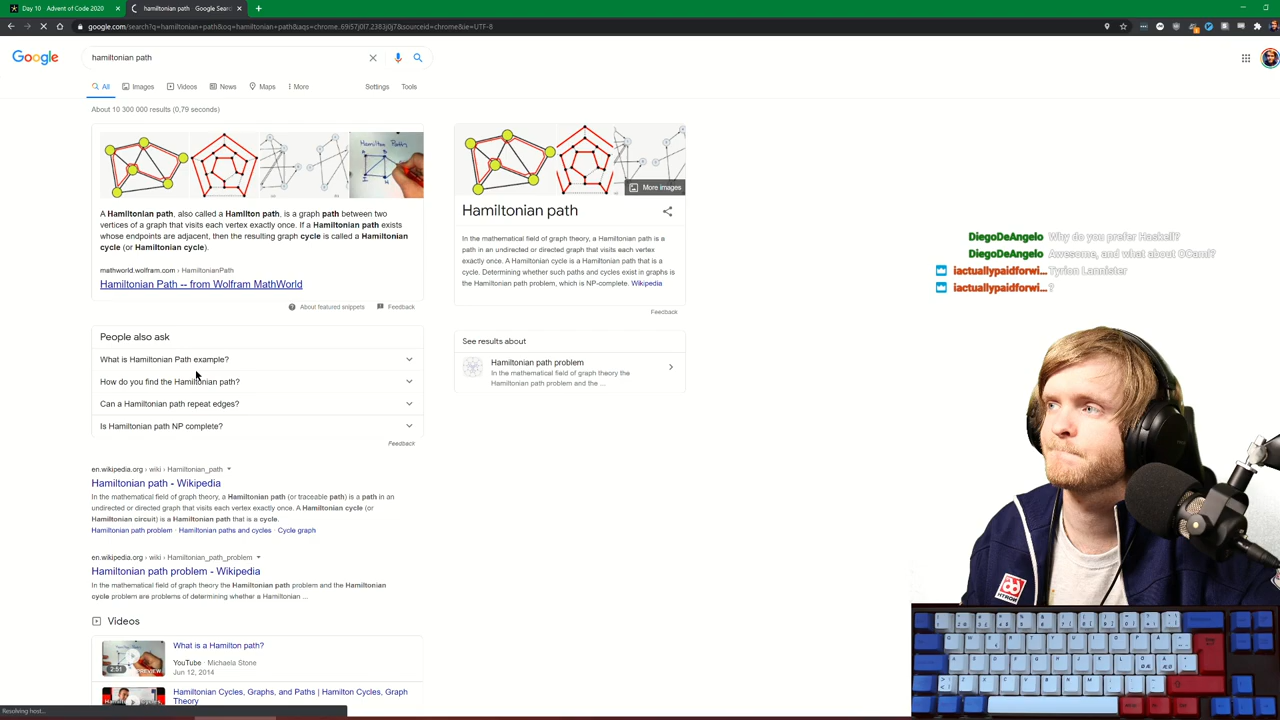 Day 10 - Advent of Code 2020
hamiltonian path - Google Sear
google.com/search?q=hamiltonian+path&oq=hamiltonian+path&aqs=chrome..69i57j0l7.2383j0j7&sourceid=chrome&ie=UTF-8
Google
hamiltonian path
All
Images
Videos
News
Maps
More
Settings
Tools
About 10 300 000 results (0,79 seconds)
Hamilton Paths
A Hamiltonian path, also called a Hamilton path, is a graph path between two
vertices of a graph that visits each vertex exactly once. If a Hamiltonian path exists
whose endpoints are adjacent, then the resulting graph cycle is called a Hamiltonian
cycle (or Hamiltonian cycle).
mathworld.wolfram.com › HamiltonianPath
Hamiltonian Path -- from Wolfram MathWorld
About featured snippets
Feedback
People also ask
What is Hamiltonian Path example?
How do you find the Hamiltonian path?
Can a Hamiltonian path repeat edges?
Is Hamiltonian path NP complete?
Feedback
en.wikipedia.org › wiki › Hamiltonian_path
Hamiltonian path - Wikipedia
In the mathematical field of graph theory, a Hamiltonian path (or traceable path) is a path in an
undirected or directed graph that visits each vertex exactly once. A Hamiltonian cycle (or
Hamiltonian circuit) is a Hamiltonian path that is a cycle.
Hamiltonian path problem · Hamiltonian paths and cycles · Cycle graph
en.wikipedia.org › wiki › Hamiltonian_path_problem
Hamiltonian path problem - Wikipedia
In the mathematical field of graph theory the Hamiltonian path problem and the Hamiltonian
cycle problem are problems of determining whether a Hamiltonian ...
Videos
What is a Hamilton path?
2:51
PREVIEW
YouTube · Michaela Stone
Jun 12, 2014
Hamiltonian Cycles, Graphs, and Paths | Hamilton Cycles, Graph
Theory
Resolving host...
More images
Hamiltonian path
In the mathematical field of graph theory, a Hamiltonian path is a
path in an undirected or directed graph that visits each vertex
exactly once. A Hamiltonian cycle is a Hamiltonian path that is a
cycle. Determining whether such paths and cycles exist in graphs is
the Hamiltonian path problem, which is NP-complete. Wikipedia
Feedback
See results about
Hamiltonian path problem
In the mathematical field of graph theory the
Hamiltonian path problem and the ...
DiegoDeAngelo Why do you prefer Haskell?
DiegoDeAngelo Awesome, and what about OCaml?
iactuallypaidforwi... Tyrion Lannister
iactuallypaidforwi... ?